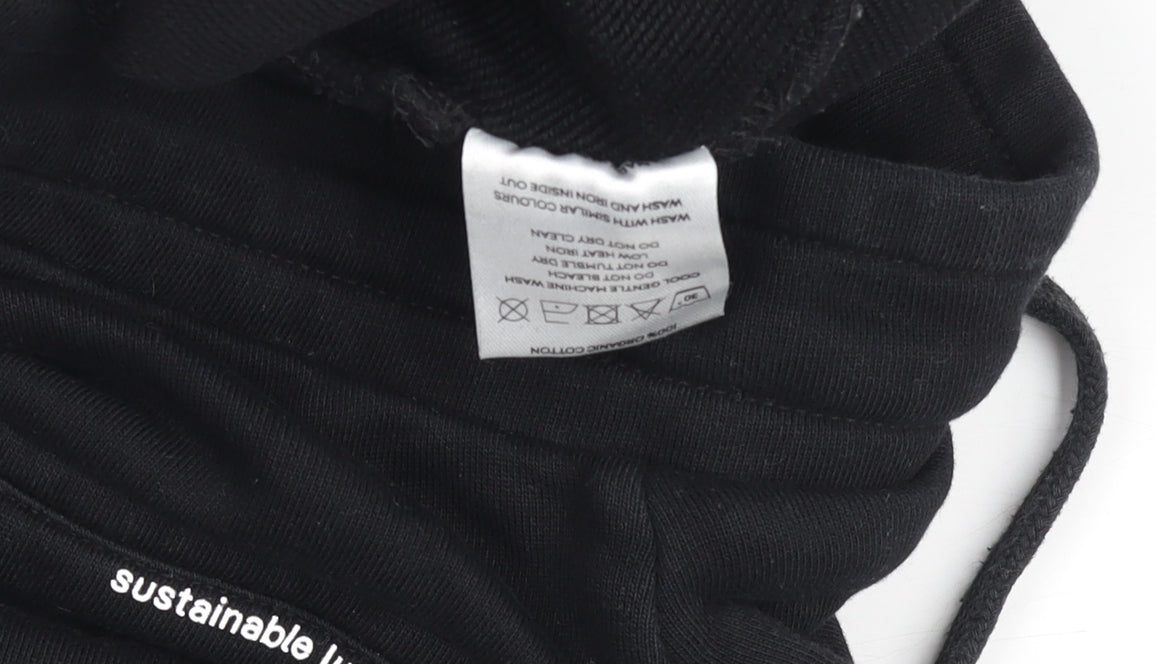 100% ORGANIC COTTON
30°
COOL GENTLE MACHINE WASH
DO NOT BLEACH
DO NOT TUMBLE DRY
LOW HEAT IRON
DO NOT DRY CLEAN
WASH WITH SIMILAR COLOURS
WASH AND IRON INSIDE OUT
sustainable